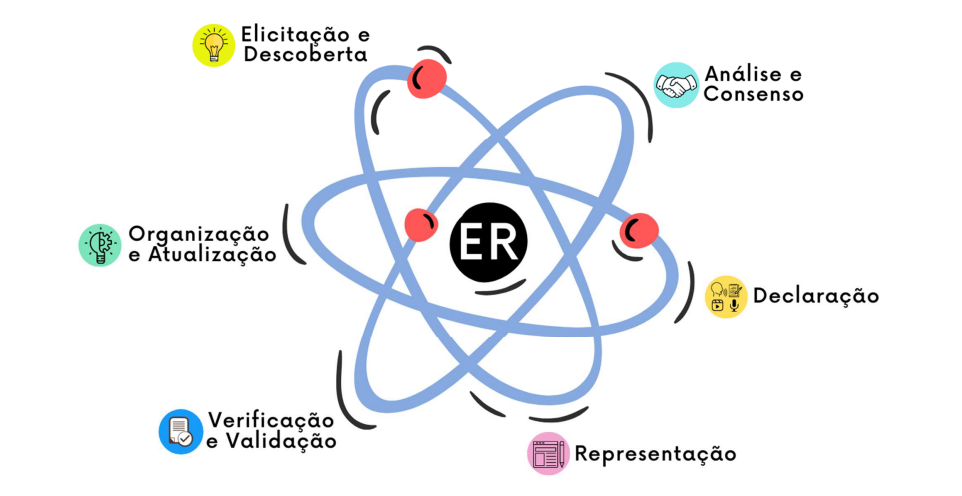 Elicitação e
Descoberta
Análise e
Consenso
ER
Organização
e Atualização
Declaração
Verificação
e Validação
Representação